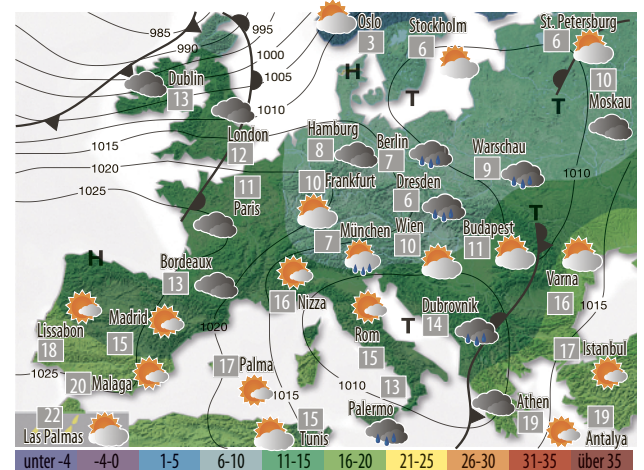 985
990
995
1000
1005
1010
1015
1020
1025
Oslo
3
Stockholm
6
St. Petersburg
6
10
Moskau
H
T
T
Dublin
13
London
12
Hamburg
8
Berlin
7
Warschau
9
1010
11
Paris
10
Frankfurt
Dresden
6
7
München
Wien
10
Budapest
11
T
H
Bordeaux
13
16
Nizza
Varna
16
1015
Lissabon
18
Madrid
15
1020
Rom
15
T
Dubrovnik
14
17
Istanbul
1025
20
Malaga
17
Palma
1015
1010
13
22
Las Palmas
15
Tunis
Palermo
Athen
19
19
Antalya
unter -4
-4-0
1-5
6-10
11-15
16-20
21-25
26-30
31-35
über 35